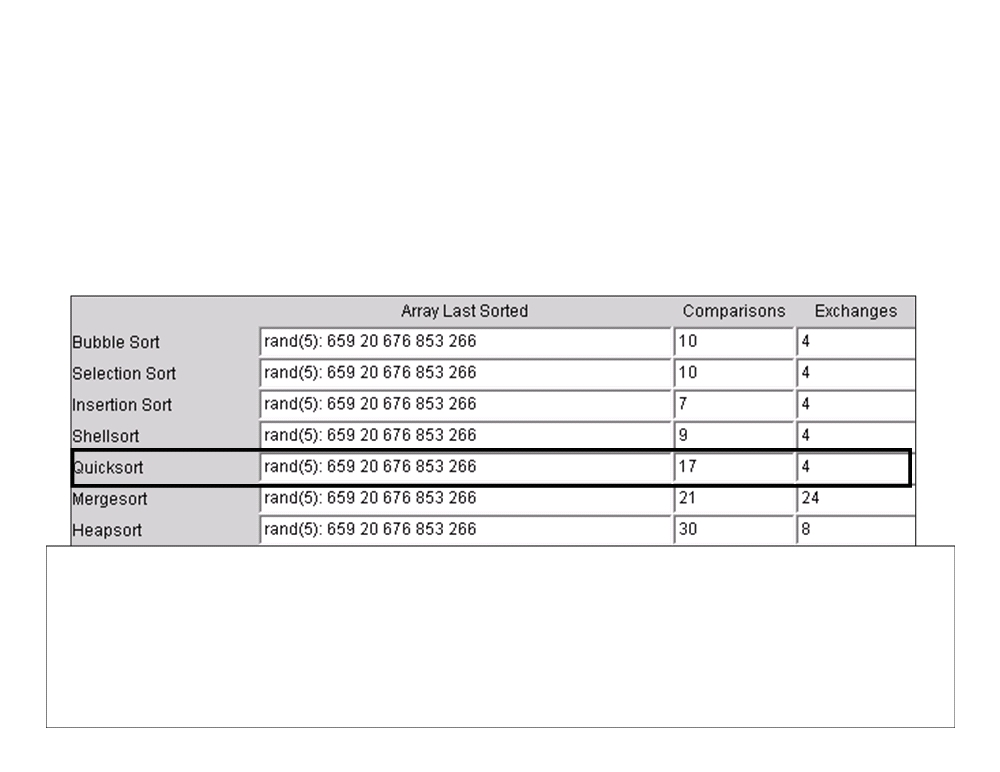 Array Last Sorted Comparisons Exchanges
Bubble Sort rand(5): 659 20 676 853 266 10 4
Selection Sort rand(5): 659 20 676 853 266 10 4
Insertion Sort rand(5): 659 20 676 853 266 7 4
Shellsort rand(5): 659 20 676 853 266 9 4
Quicksort rand(5): 659 20 676 853 266 17 4
Mergesort rand(5): 659 20 676 853 266 21 24
Heapsort rand(5): 659 20 676 853 266 30 8